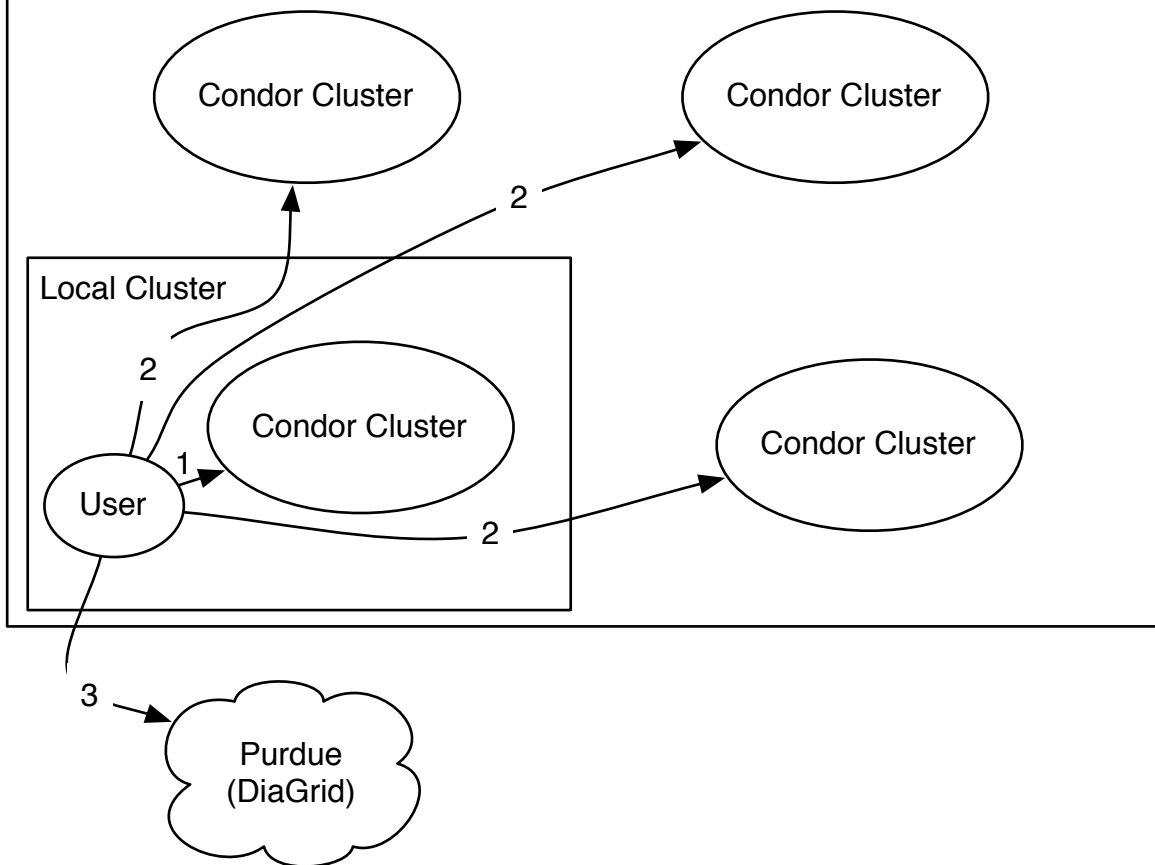 Condor Cluster
Condor Cluster
2
Local Cluster
2
Condor Cluster
Condor Cluster
1
User
2
3
Purdue
(DiaGrid)